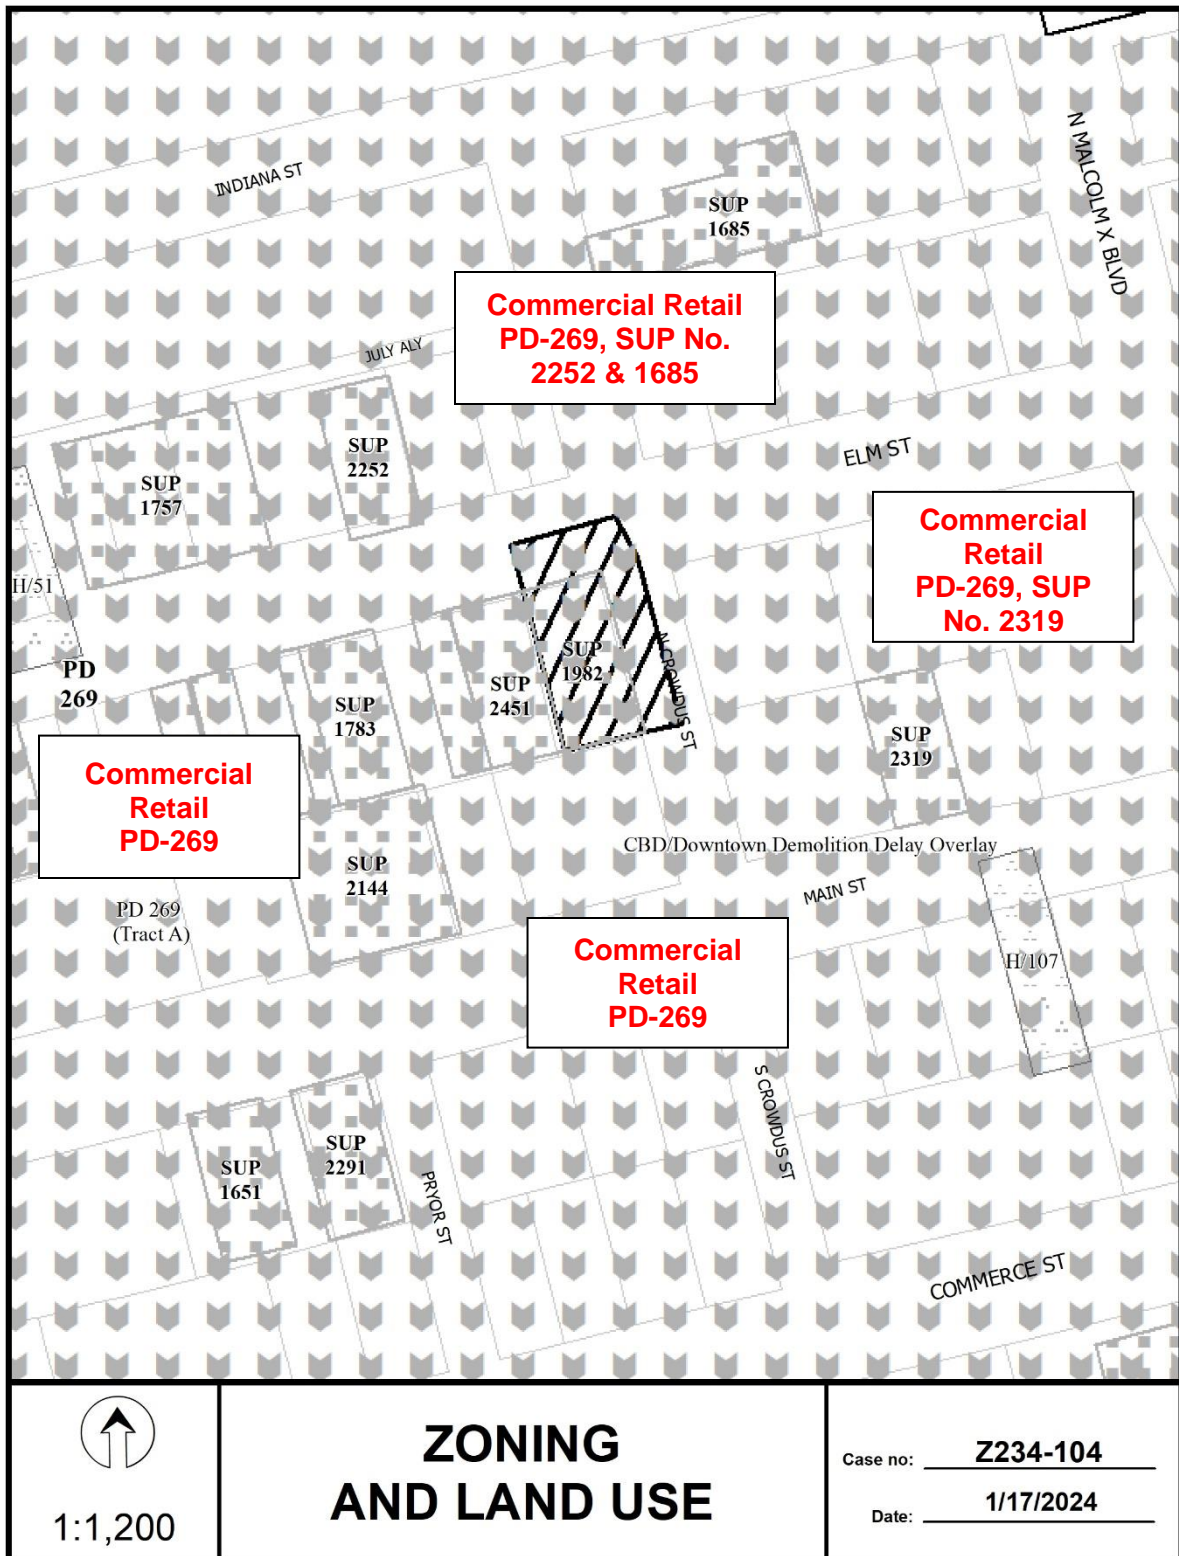 N MALCOLM X BLVD
INDIANA ST
SUP
1685
Commercial Retail
PD-269, SUP No.
2252 & 1685
JULY ALY
ELM ST
SUP
2252
SUP
1757
Commercial
Retail
PD-269, SUP
No. 2319
H/51
PD
269
SUP
1982
N CROWDUS ST
SUP
2451
SUP
1783
SUP
2319
Commercial
Retail
PD-269
CBD/Downtown Demolition Delay Overlay
SUP
2144
MAIN ST
PD 269
(Tract A)
Commercial
Retail
PD-269
H/107
S CROWDUS ST
SUP
2291
SUP
1651
PRYOR ST
COMMERCE ST
1:1,200
ZONING
AND LAND USE
Case no: Z234-104
Date: 1/17/2024